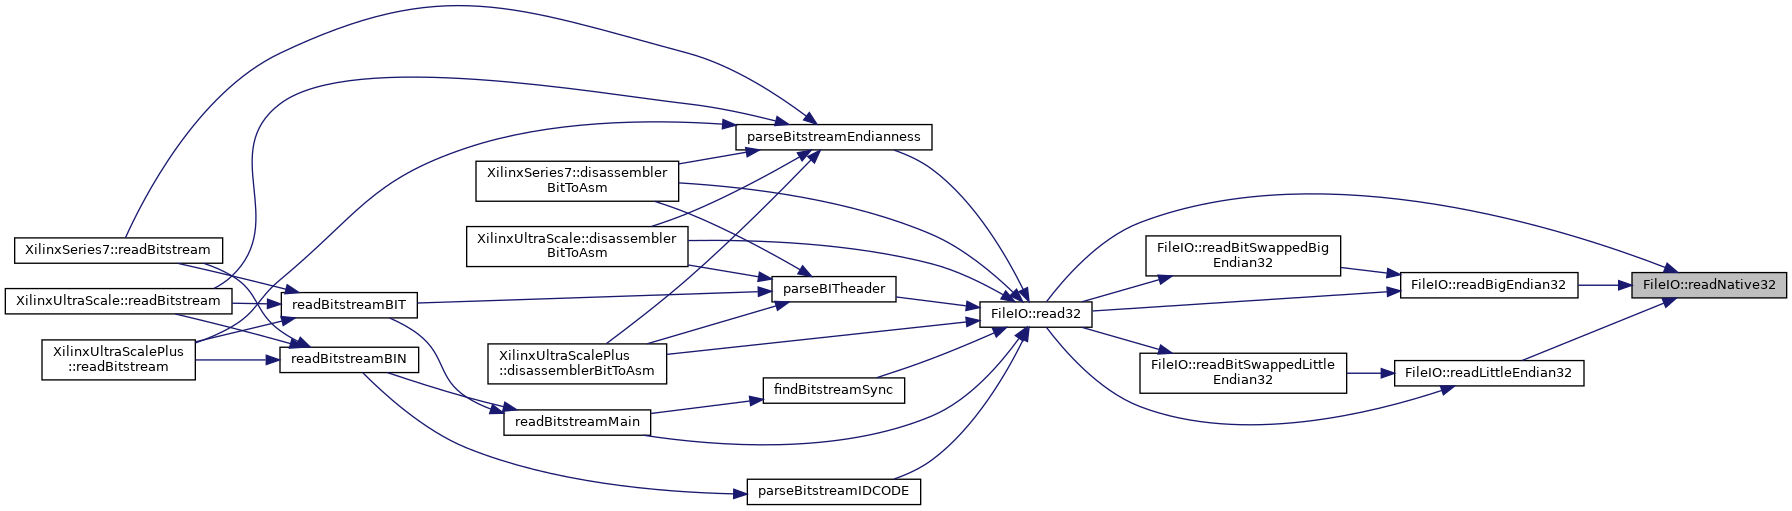 parseBitstreamEndianness
XilinxSeries7::disassembler
BitToAsm
XilinxSeries7::readBitstream
XilinxUltraScale::disassembler
BitToAsm
FileIO::readBitSwappedBig
Endian32
parseBITheader
FileIO::readBigEndian32
FileIO::readNative32
XilinxUltraScale::readBitstream
readBitstreamBIT
FileIO::read32
XilinxUltraScalePlus
::readBitstream
readBitstreamBIN
XilinxUltraScalePlus
::disassemblerBitToAsm
FileIO::readBitSwappedLittle
Endian32
FileIO::readLittleEndian32
findBitstreamSync
readBitstreamMain
parseBitstreamIDCODE